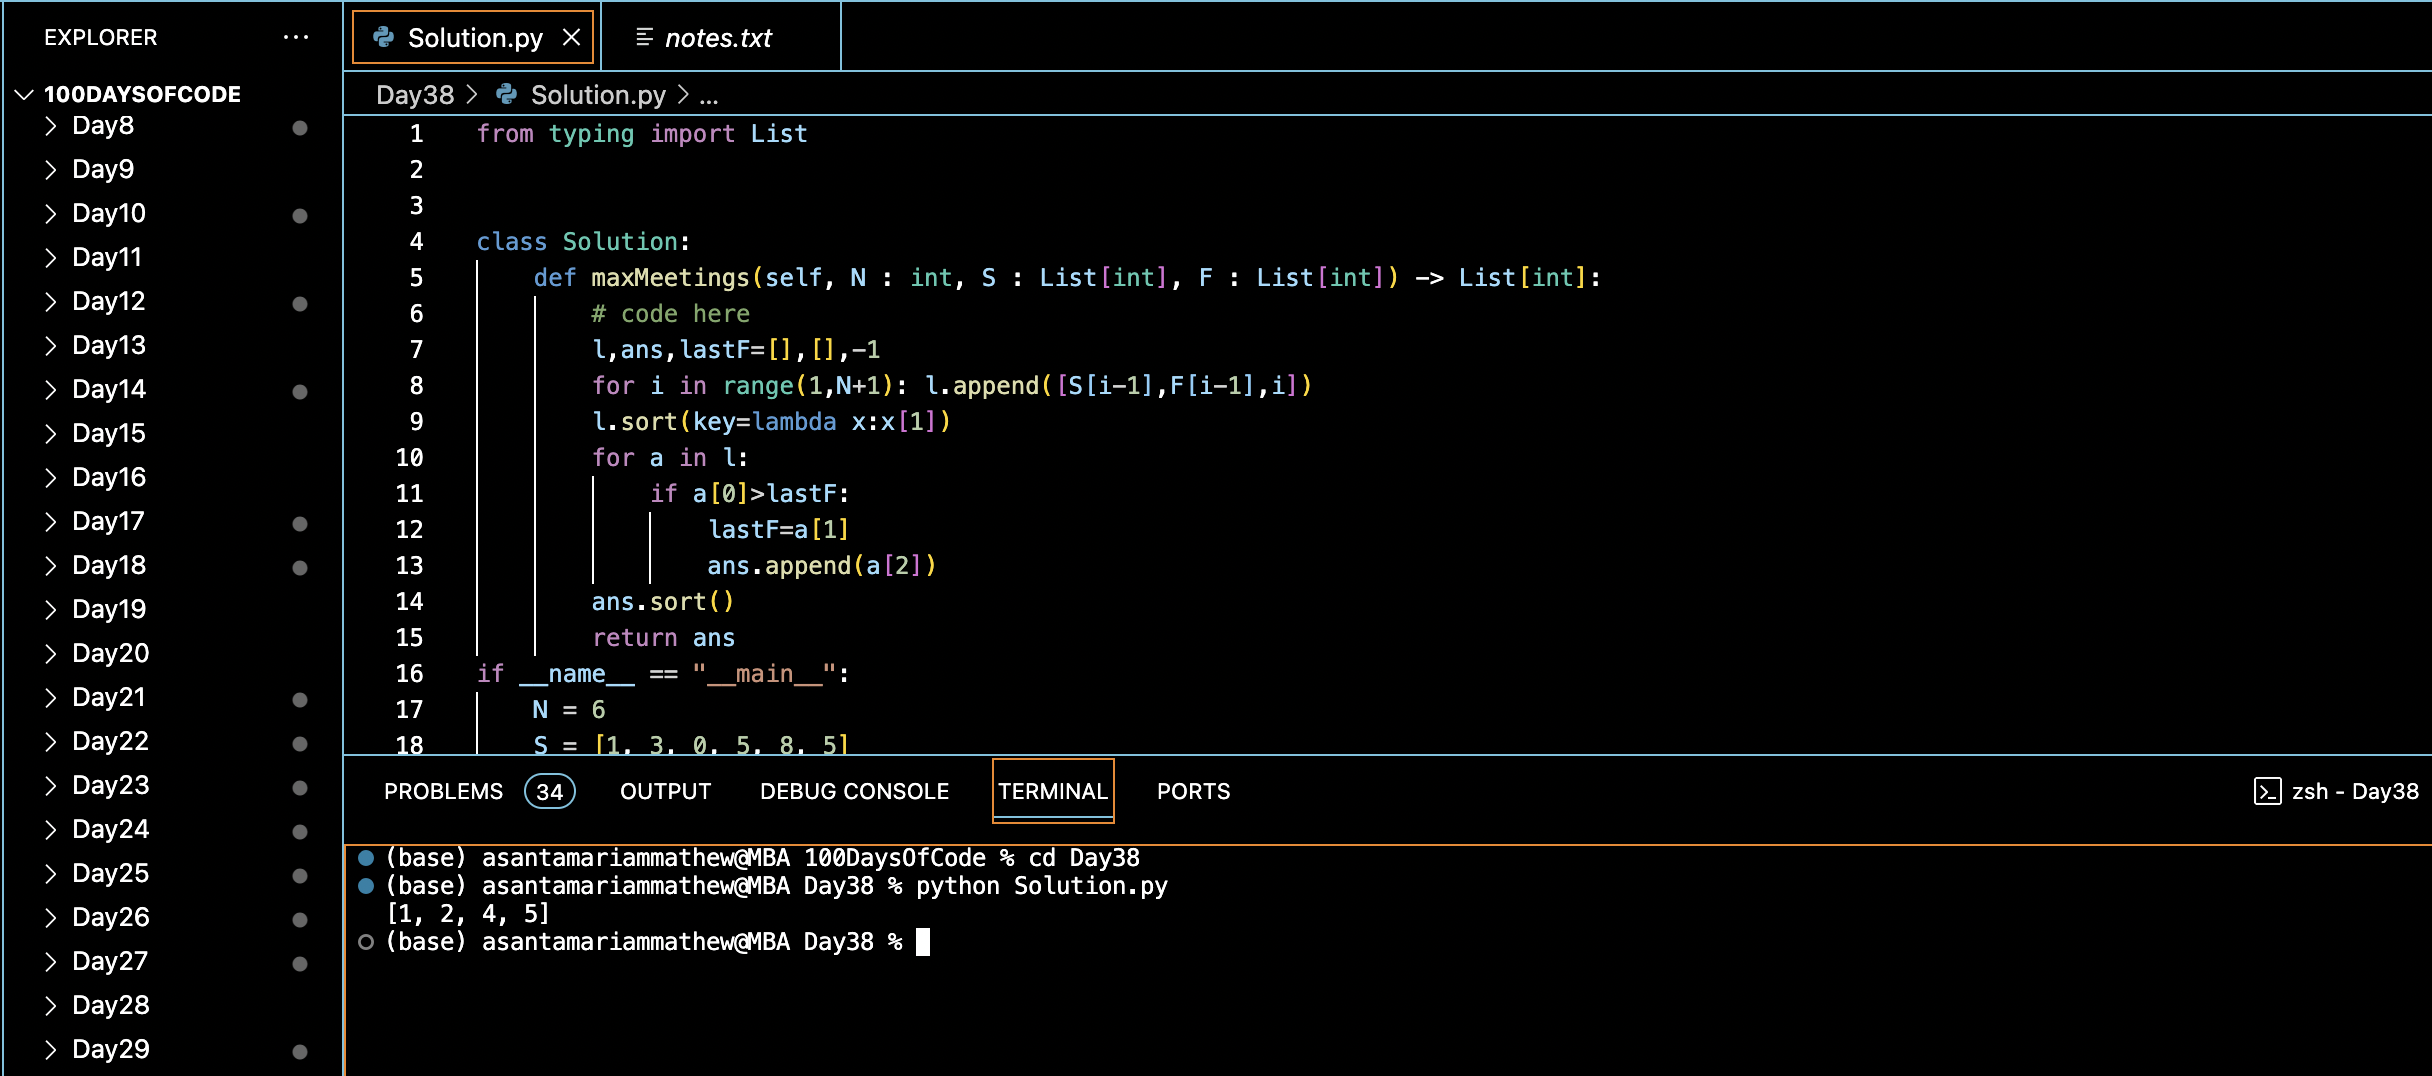 EXPLORER ...
100DAYSOFCODE
Day8
Day9
Day10
Day11
Day12
Day13
Day14
Day15
Day16
Day17
Day18
Day19
Day20
Day21
Day22
Day23
Day24
Day25
Day26
Day27
Day28
Day29
Solution.py
notes.txt
Day38 > Solution.py > ...
1 from typing import List
2
3
4 class Solution:
5     def maxMeetings(self, N : int, S : List[int], F : List[int]) -> List[int]:
6         # code here
7         l,ans,lastF=[],[],-1
8         for i in range(1,N+1): l.append([S[i-1],F[i-1],i])
9         l.sort(key=lambda x:x[1])
10         for a in l:
11             if a[0]>lastF:
12                 lastF=a[1]
13                 ans.append(a[2])
14         ans.sort()
15         return ans
16 if __name__ == "__main__":
17     N = 6
18     S = [1, 3, 0, 5, 8, 5]
PROBLEMS 34 OUTPUT DEBUG CONSOLE TERMINAL PORTS zsh - Day38
(base) asantamariammathew@MBA 100DaysOfCode % cd Day38
(base) asantamariammathew@MBA Day38 % python Solution.py
[1, 2, 4, 5]
(base) asantamariammathew@MBA Day38 %